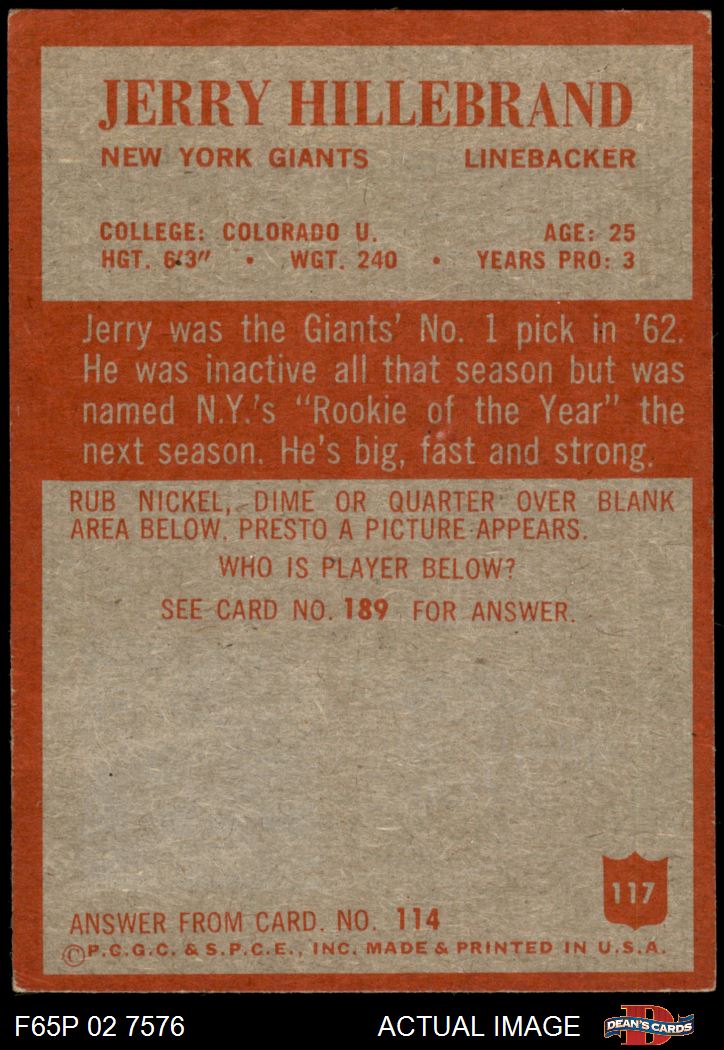 JERRY HILLEBRAND
NEW YORK GIANTS LINEBACKER
COLLEGE: COLORADO U. AGE: 25
HGT. 6'3" • WGT. 240 • YEARS PRO: 3
Jerry was the Giants' No. 1 pick in '62.
He was inactive all that season but was
named N.Y.'s "Rookie of the Year" the
next season. He's big, fast and strong.
RUB NICKEL, DIME OR QUARTER OVER BLANK
AREA BELOW. PRESTO A PICTURE APPEARS.
WHO IS PLAYER BELOW?
SEE CARD NO. 189 FOR ANSWER.
117
ANSWER FROM CARD. NO. 114
©P.C.G.C. & S.P.C.E., INC. MADE & PRINTED IN U.S.A.
F65P 02 7576 ACTUAL IMAGE D DEAN'S CARDS